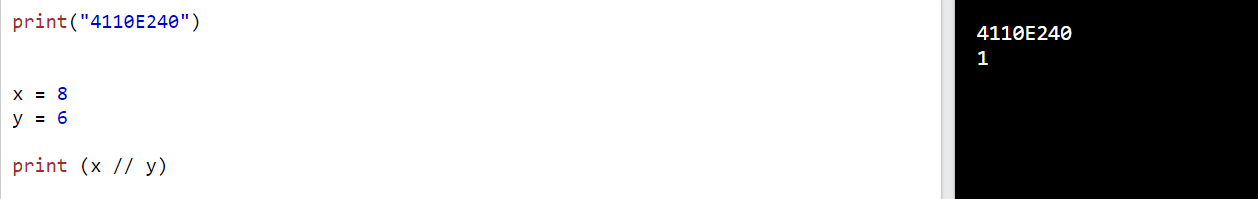 print("4110E240")
x = 8
y = 6
print (x // y)
4110E240
1